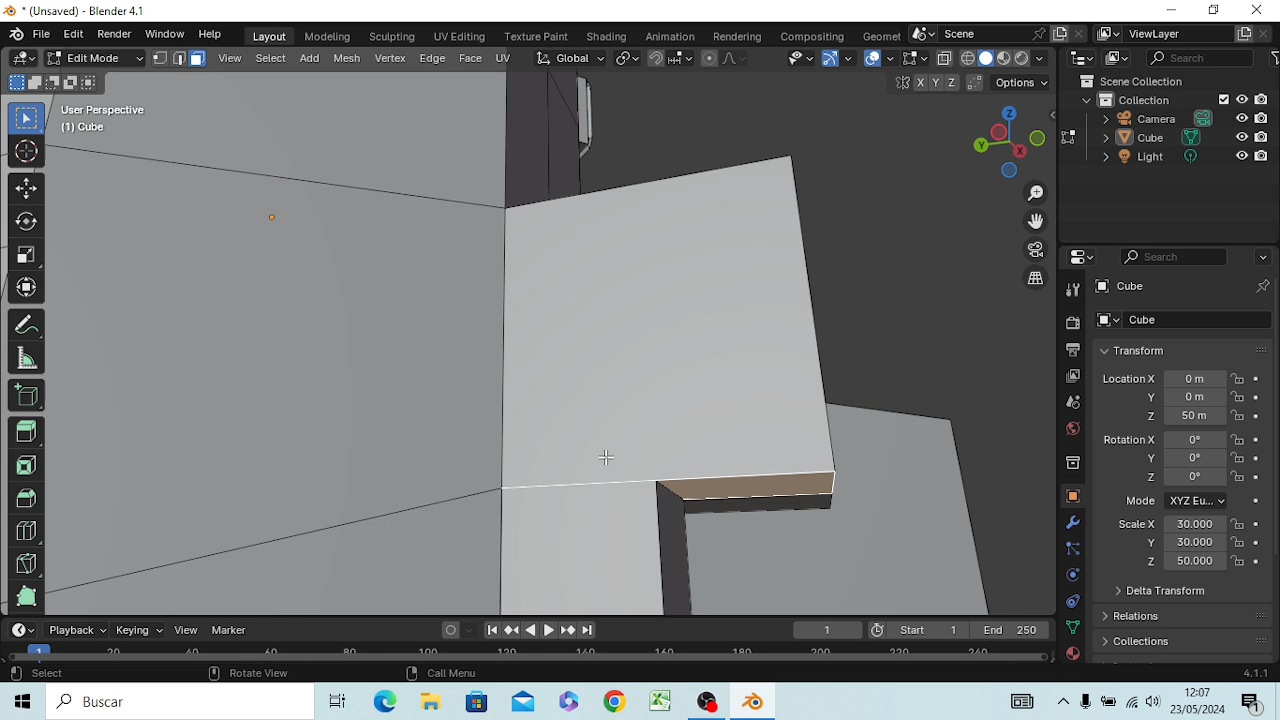 * (Unsaved) - Blender 4.1
File Edit Render Window Help Layout Modeling Sculpting UV Editing Texture Paint Shading Animation Rendering Compositing Geomet Scene ViewLayer
Edit Mode View Select Add Mesh Vertex Edge Face UV Global Search
X Y Z Options
User Perspective
(1) Cube
Scene Collection
Collection
Camera
Cube
Light
Z
Y
X
Search
Cube
Cube
Transform
Location X 0 m
Y 0 m
Z 50 m
Rotation X 0°
Y 0°
Z 0°
Mode XYZ Eu...
Scale X 30.000
Y 30.000
Z 50.000
Delta Transform
Relations
Collections
Playback Keying View Marker 1 Start 1 End 250
1 20 40 60 80 100 120 140 160 180 200 220 240
Select Rotate View Call Menu 4.1.1
Buscar
12:07
23/05/2024
1